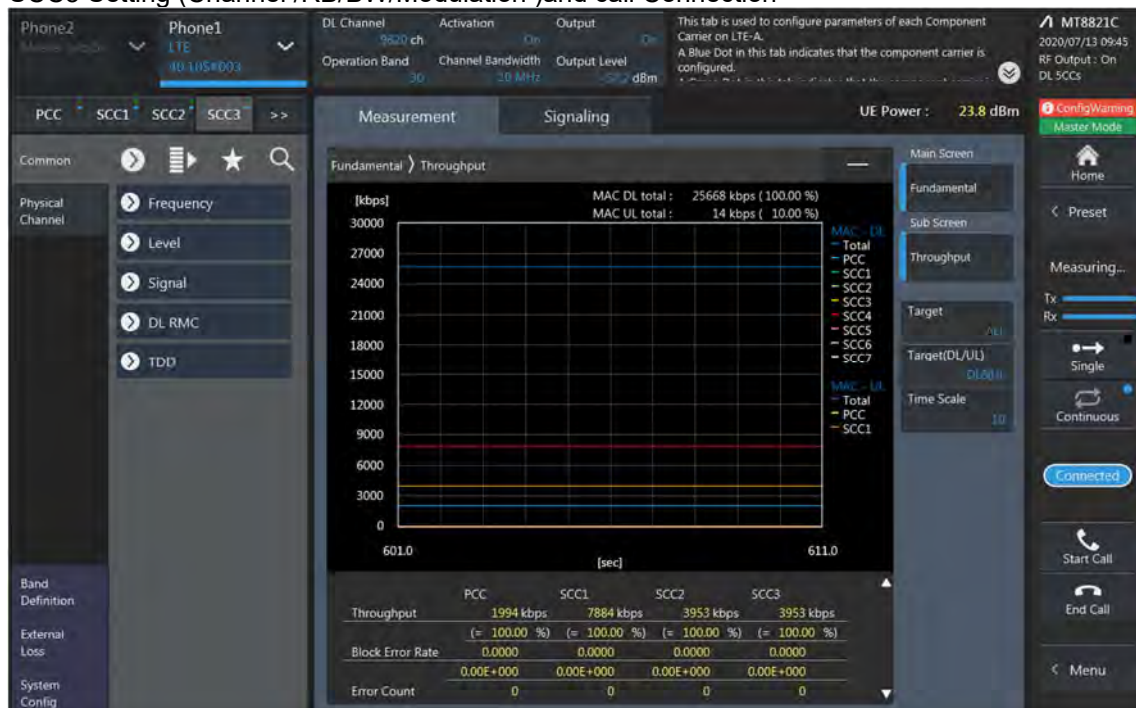 SCC3 Setting (Channel /RB/BW/Modulation )and call Connection
Phone2
Phone1
LTE
DL Channel
9820 ch
Activation
On
Output
On
Operation Band
30
Channel Bandwidth
20 MHz
Output Level
-57.2 dBm
This tab is used to configure parameters of each Component
Carrier on LTE-A.
A Blue Dot in this tab indicates that the component carrier is
configured.
MT8821C
2020/07/13 09:45
RF Output : On
DL 5CCs
PCC SCC1 SCC2 SCC3 >>
Measurement
Signaling
UE Power : 23.8 dBm
ConfigWarning
Master Mode
Common
Physical
Channel
Frequency
Level
Signal
DL RMC
TDD
Band
Definition
External
Loss
System
Config
Fundamental 〉 Throughput
[kbps]
MAC DL total : 25668 kbps ( 100.00 %)
MAC UL total : 14 kbps ( 10.00 %)
30000
27000
24000
21000
18000
15000
12000
9000
6000
3000
0
601.0
611.0
[sec]
MAC - DL
Total
PCC
SCC1
SCC2
SCC3
SCC4
SCC5
SCC6
SCC7
MAC - UL
Total
PCC
SCC1
PCC SCC1 SCC2 SCC3
Throughput 1994 kbps 7884 kbps 3953 kbps 3953 kbps
(= 100.00 %) (= 100.00 %) (= 100.00 %) (= 100.00 %)
Block Error Rate 0.0000 0.0000 0.0000 0.0000
0.00E+000 0.00E+000 0.00E+000 0.00E+000
Error Count 0 0 0 0
Main Screen
Fundamental
Sub Screen
Throughput
Target
ALL
Target(DL/UL)
DL&UL
Time Scale
10
Home
< Preset
Measuring...
Tx
Rx
Single
Continuous
Connected
Start Call
End Call
< Menu